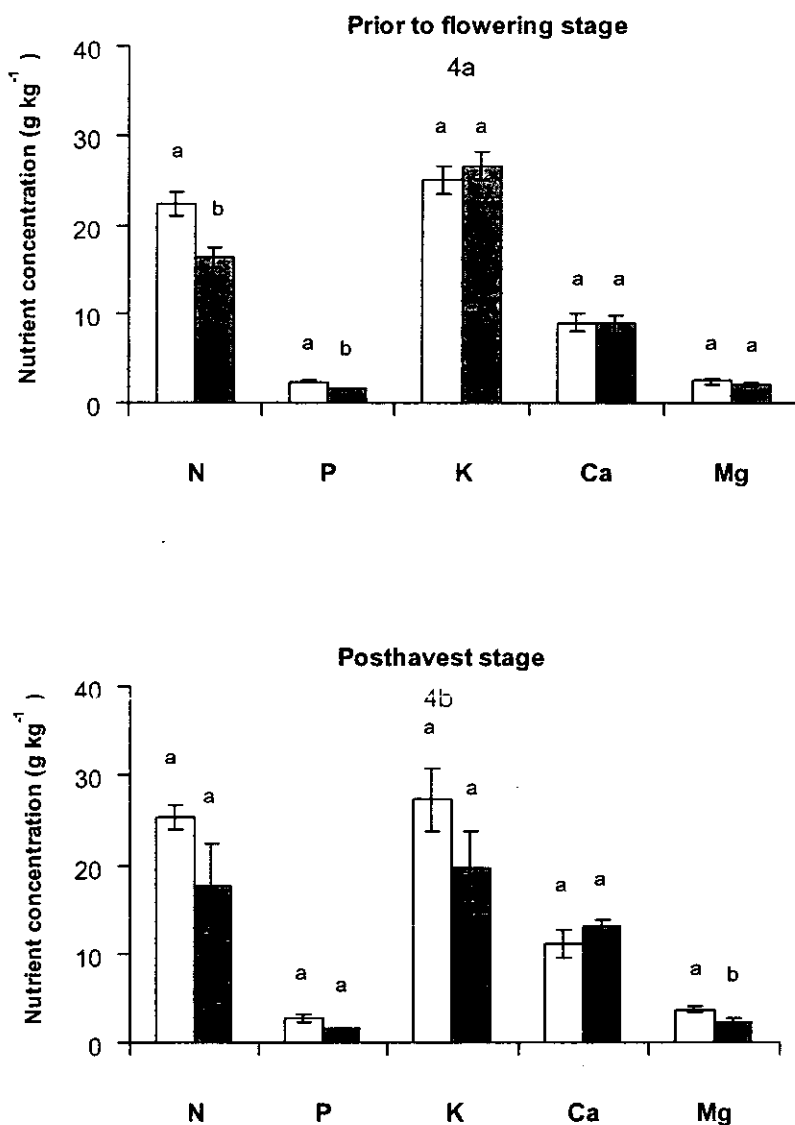 Prior to flowering stage
4a
Nutrient concentration (g kg⁻¹)
40
30
20
10
0
a
b
a
b
a
a
a
a
a
a
N P K Ca Mg
Posthavest stage
4b
Nutrient concentration (g kg⁻¹)
40
30
20
10
0
a
a
a
a
a
a
a
a
a
b
N P K Ca Mg